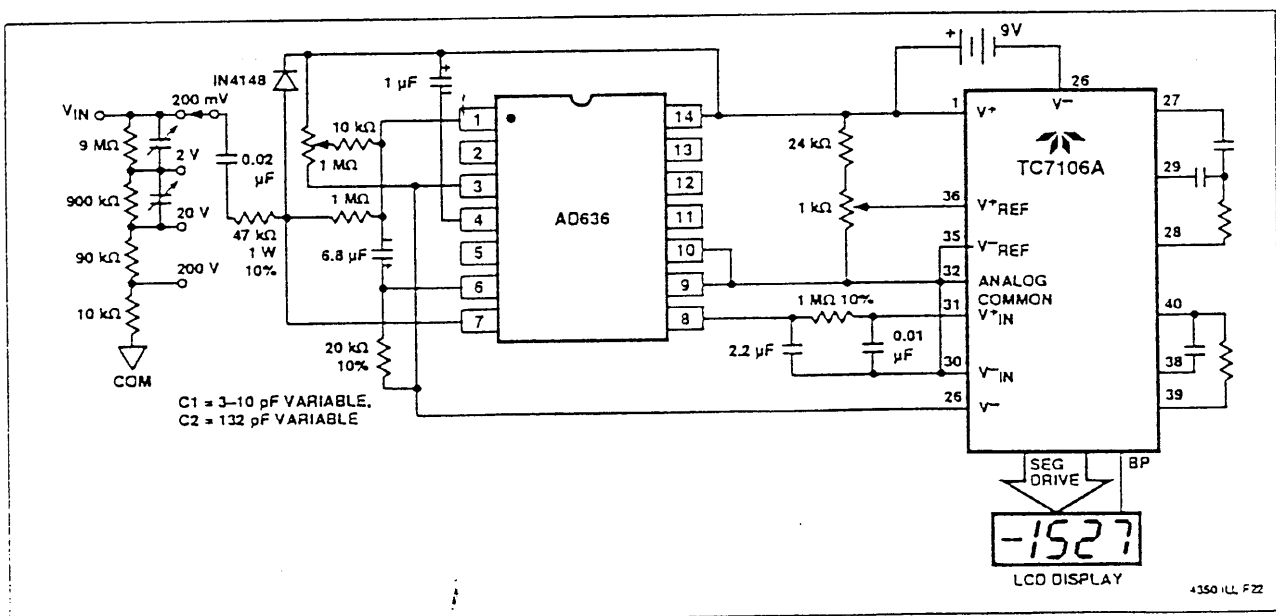 9V
IN4148
1 µF
VIN
200 mV
9 MΩ
2 V
900 kΩ
20 V
90 kΩ
200 V
10 kΩ
COM
0.02
µF
47 kΩ
1 W
10%
10 kΩ
1 MΩ
1 MΩ
6.8 µF
20 kΩ
10%
C1 = 3–10 pF VARIABLE,
C2 = 132 pF VARIABLE
1
2
3
4
5
6
7
AD636
14
13
12
11
10
9
8
24 kΩ
1 kΩ
1 MΩ 10%
2.2 µF
0.01
µF
1
V+
26
V–
TC7106A
36
V+REF
35
V–REF
32
ANALOG
COMMON
31
V+IN
30
V–IN
26
V–
27
29
28
40
38
39
SEG
DRIVE
BP
-1527
LCD DISPLAY
4350 ILL F22